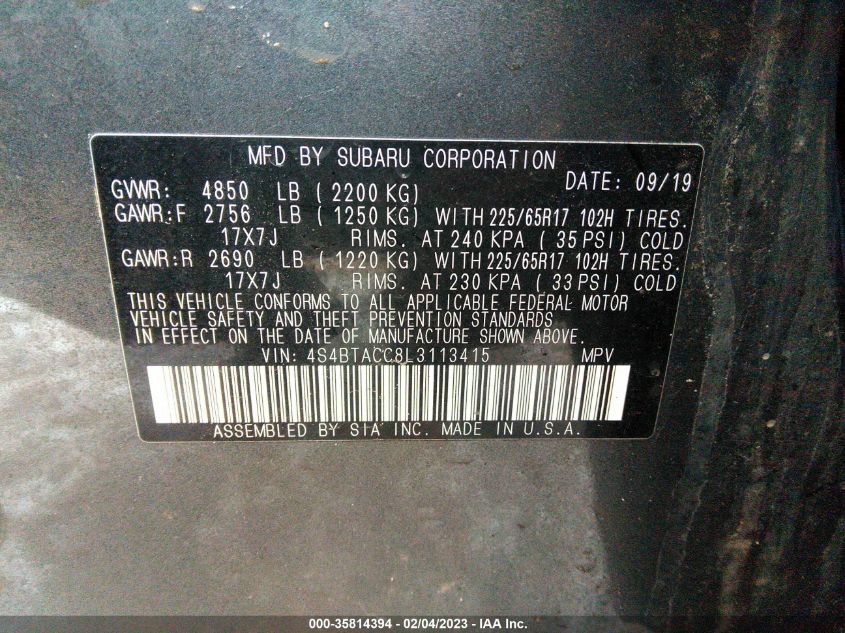 MFD BY SUBARU CORPORATION
DATE: 09/19
GVWR: 4850 LB ( 2200 KG)
GAWR:F 2756 LB ( 1250 KG) WITH 225/65R17 102H TIRES.
17X7J RIMS. AT 240 KPA ( 35 PSI) COLD
GAWR:R 2690 LB ( 1220 KG) WITH 225/65R17 102H TIRES.
17X7J RIMS. AT 230 KPA ( 33 PSI) COLD
THIS VEHICLE CONFORMS TO ALL APPLICABLE FEDERAL MOTOR
VEHICLE SAFETY AND THEFT PREVENTION STANDARDS
IN EFFECT ON THE DATE OF MANUFACTURE SHOWN ABOVE.
VIN: 4S4BTACC8L3113415 MPV
ASSEMBLED BY SIA INC. MADE IN U.S.A.
000-35814394 - 02/04/2023 - IAA Inc.